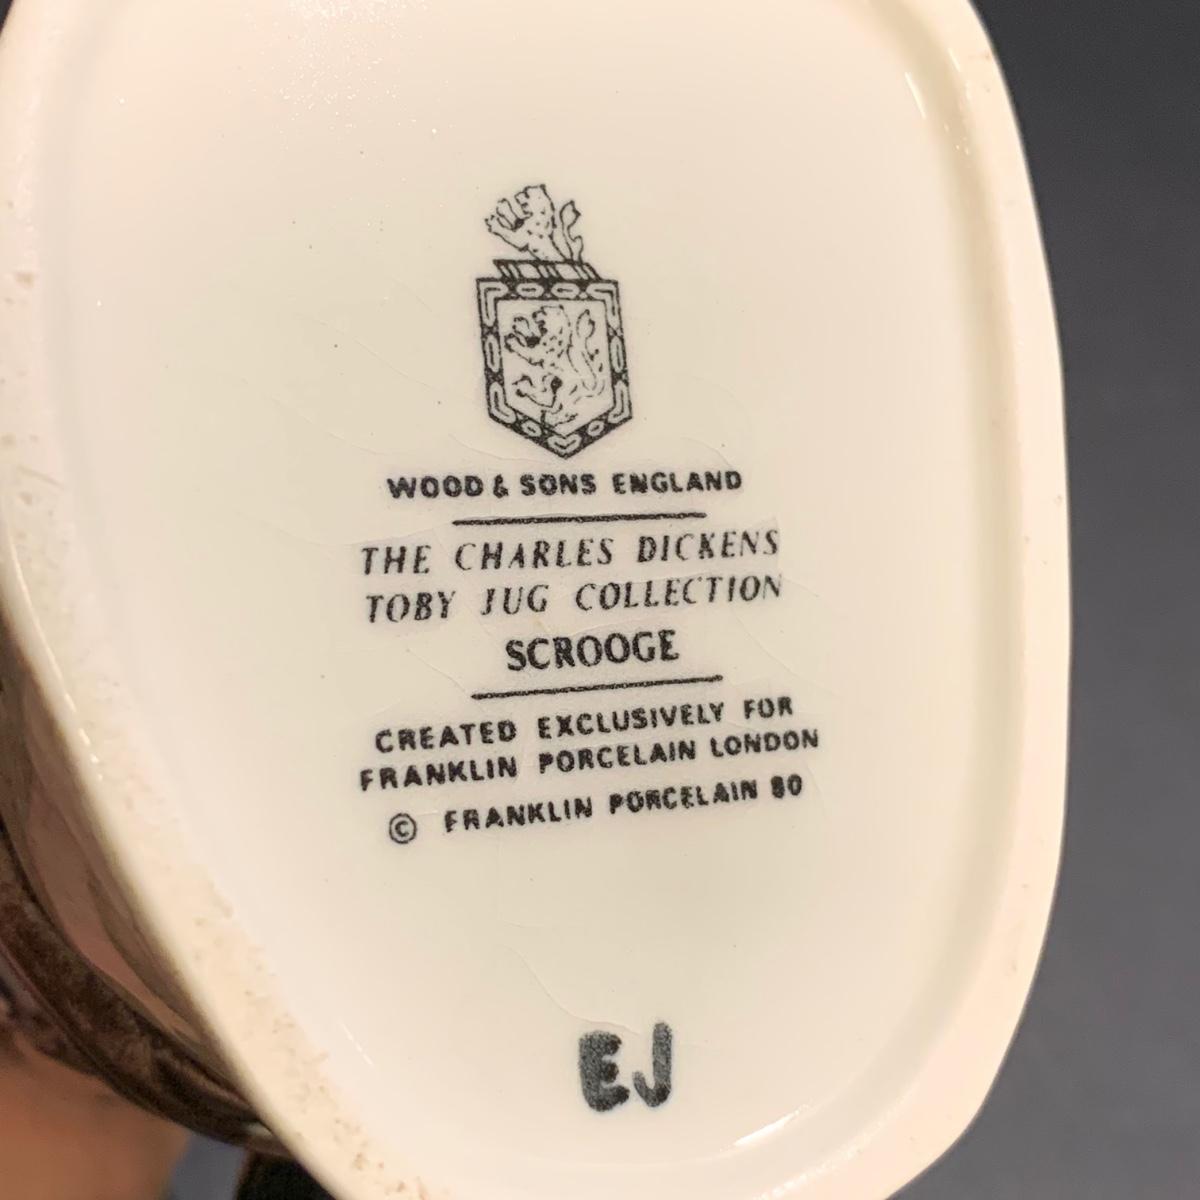 WOOD & SONS ENGLAND
THE CHARLES DICKENS
TOBY JUG COLLECTION
SCROOGE
CREATED EXCLUSIVELY FOR
FRANKLIN PORCELAIN LONDON
© FRANKLIN PORCELAIN 80
EJ